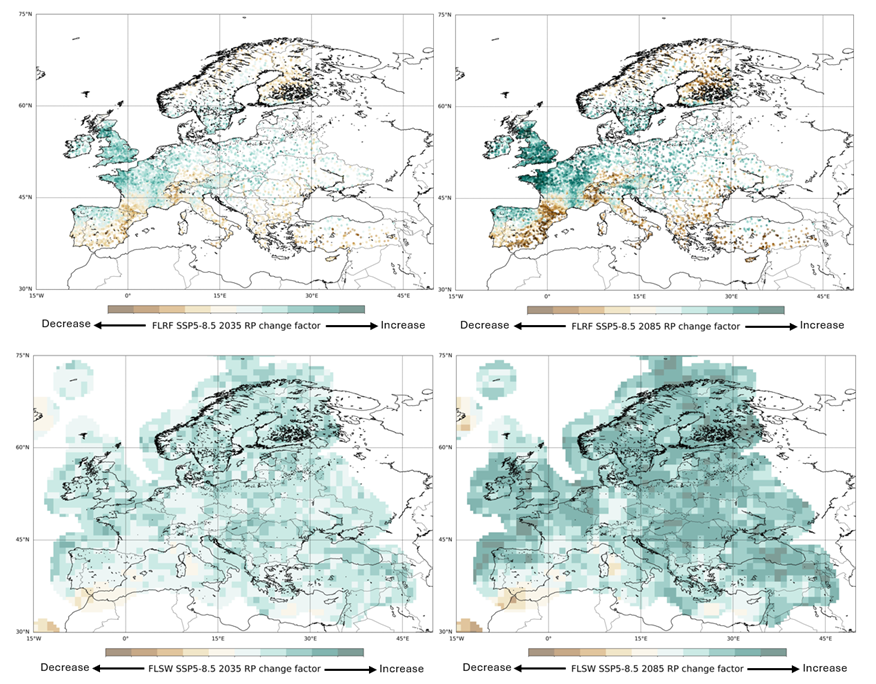 75°N
60°N
45°N
30°N
15°W 0° 15°E 30°E 45°E
Decrease FLRF SSP5-8.5 2035 RP change factor Increase
75°N
60°N
45°N
30°N
15°W 0° 15°E 30°E 45°E
Decrease FLRF SSP5-8.5 2085 RP change factor Increase
75°N
60°N
45°N
30°N
15°W 0° 15°E 30°E 45°E
Decrease FLSW SSP5-8.5 2035 RP change factor Increase
75°N
60°N
45°N
30°N
15°W 0° 15°E 30°E 45°E
Decrease FLSW SSP5-8.5 2085 RP change factor Increase